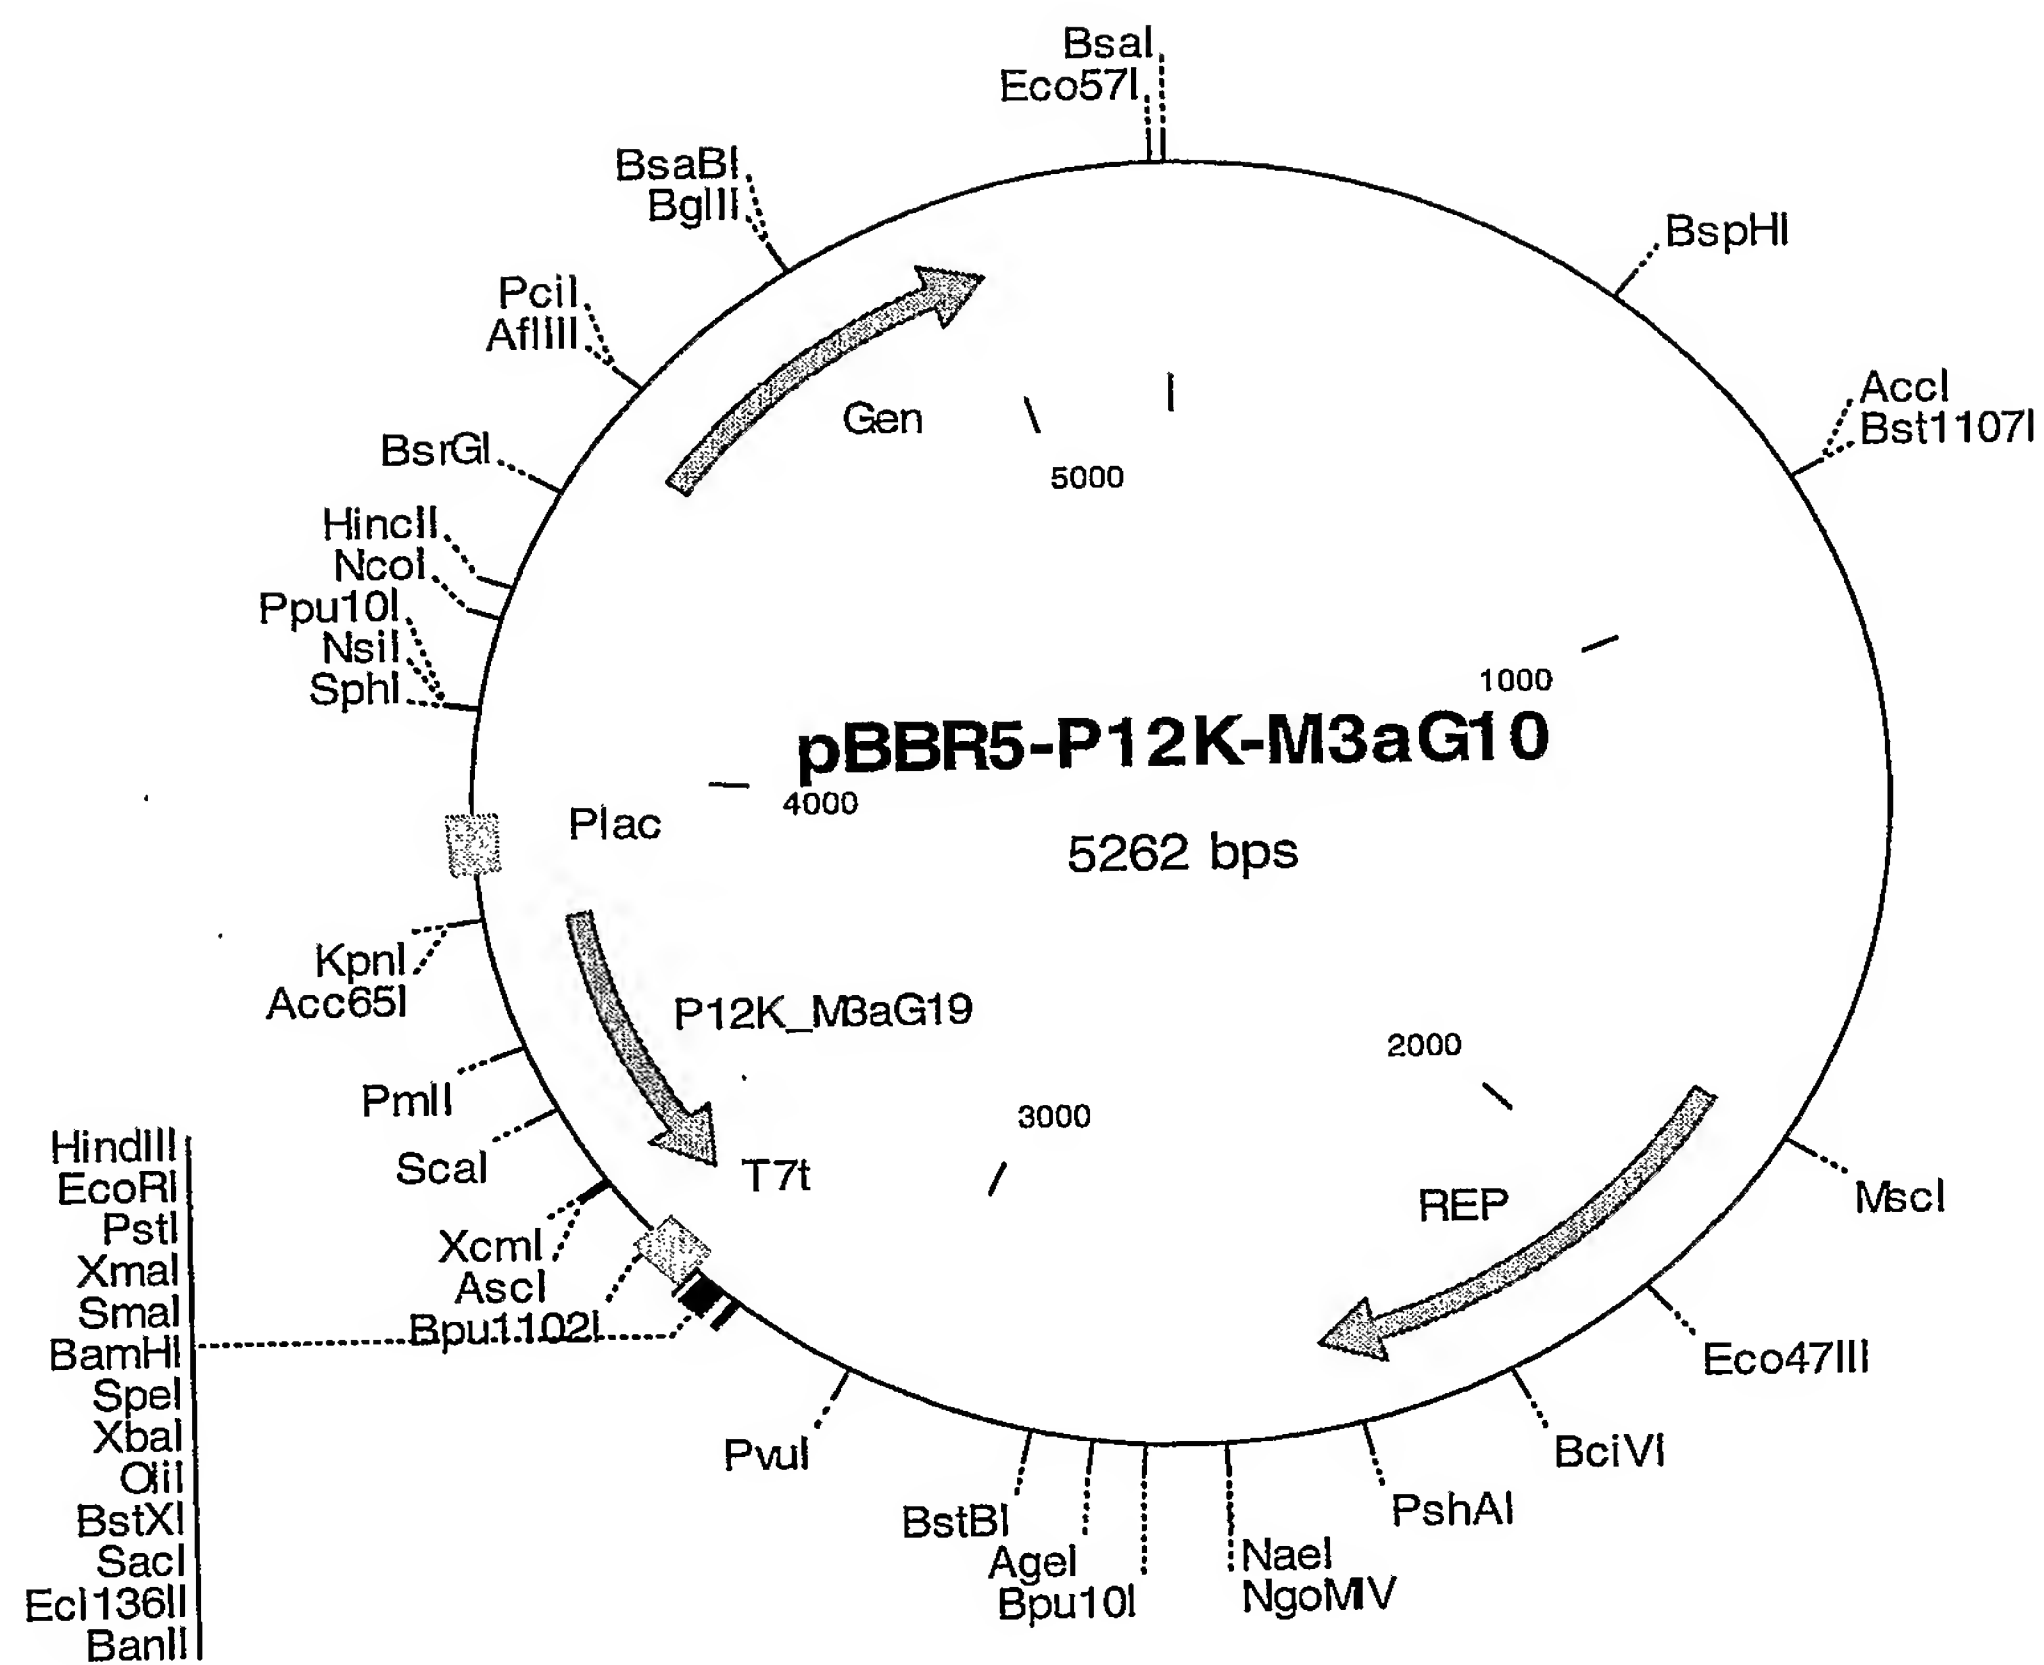 BsaI
Eco57I
BsaBI
BglII
BspHI
PciI
AflIII
AccI
Bst1107I
Gen
BsrGI
5000
HincII
NcoI
Ppu10I
NsiI
SphI
1000
pBBR5-P12K-M3aG10
4000
Plac
5262 bps
KpnI
Acc65I
P12K_M3aG19
2000
PmlI
3000
ScaI
T7t
REP
MscI
HindIII
EcoRI
PstI
XmaI
SmaI
BamHI
SpeI
XbaI
OliI
BstXI
SacI
Ecl136II
BanII
XcmI
AscI
Bpu1102I
Eco47III
PvuI
BciVI
BstBI
PshAI
AgeI
Bpu10I
NaeI
NgoMIV